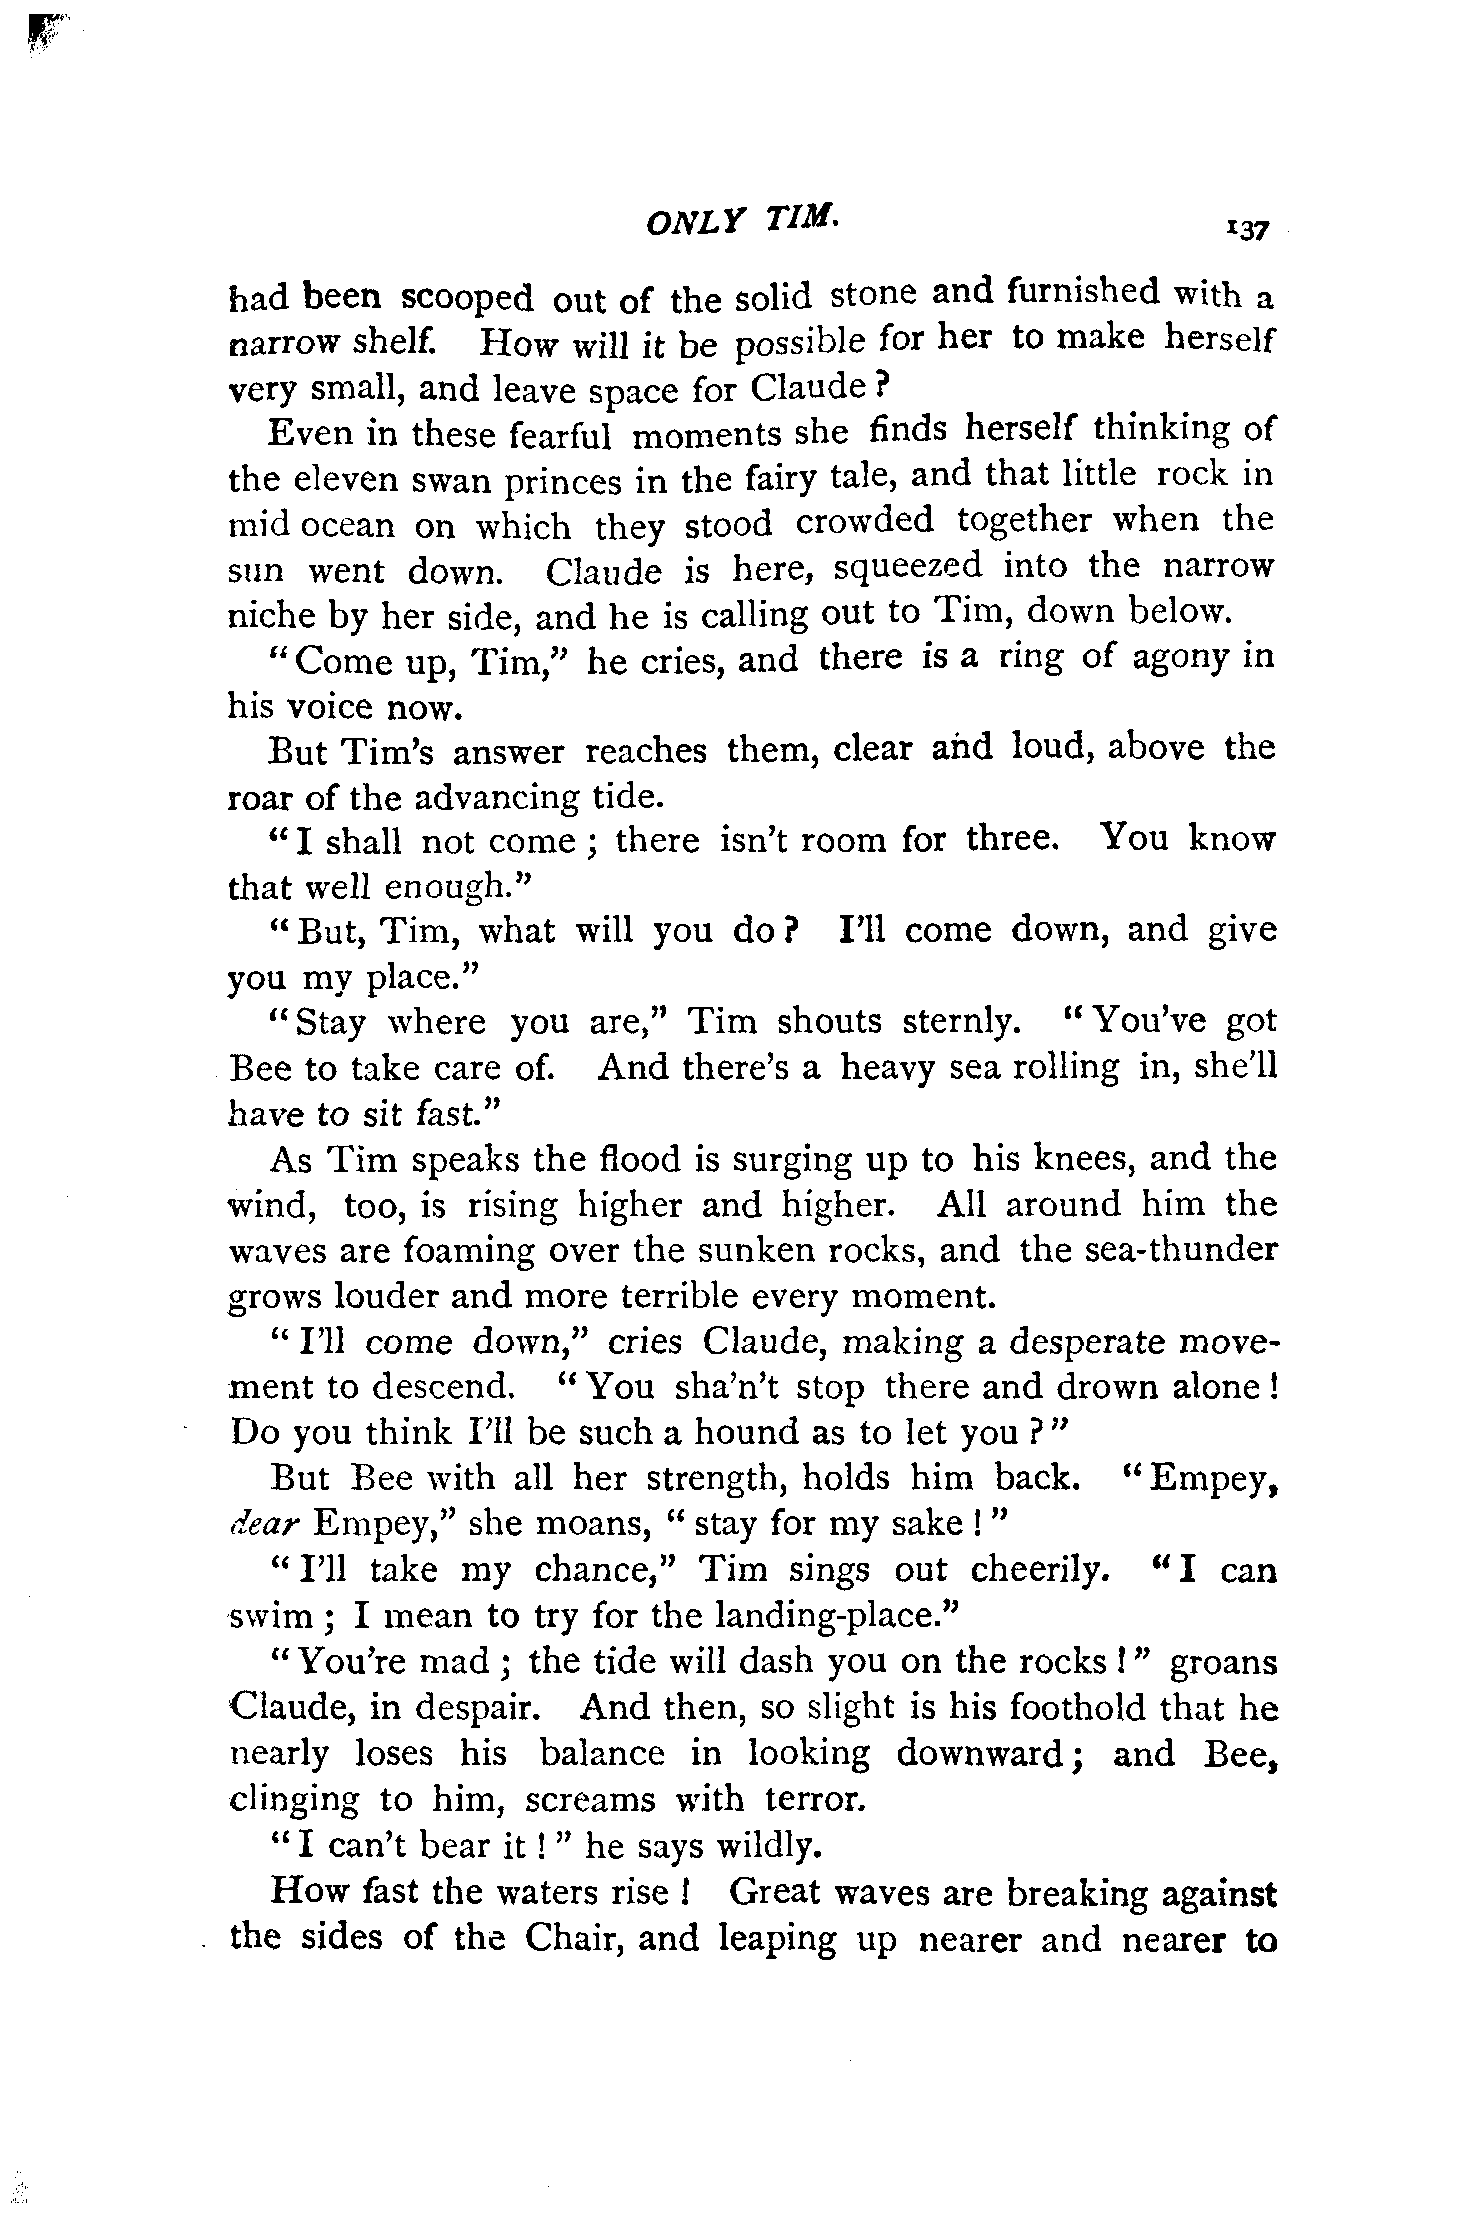 ONLY TIM. 137
had been scooped out of the solid stone and furnished with a
narrow shelf. How will it be possible for her to make herself
very small, and leave space for Claude ?
Even in these fearful moments she finds herself thinking of
the eleven swan princes in the fairy tale, and that little rock in
mid ocean on which they stood crowded together when the
sun went down. Claude is here, squeezed into the narrow
niche by her side, and he is calling out to Tim, down below.
“Come up, Tim,” he cries, and there is a ring of agony in
his voice now.
But Tim's answer reaches them, clear and loud, above the
roar of the advancing tide.
“I shall not come ; there isn't room for three. You know
that well enough.”
“But, Tim, what will you do ? I'll come down, and give
you my place.”
“Stay where you are,” Tim shouts sternly. “You've got
Bee to take care of. And there's a heavy sea rolling in, she'll
have to sit fast.”
As Tim speaks the flood is surging up to his knees, and the
wind, too, is rising higher and higher. All around him the
waves are foaming over the sunken rocks, and the sea-thunder
grows louder and more terrible every moment.
“I'll come down,” cries Claude, making a desperate move-
ment to descend. “You sha'n't stop there and drown alone !
Do you think I'll be such a hound as to let you ?”
But Bee with all her strength, holds him back. “Empey,
dear Empey,” she moans, “stay for my sake !”
“I'll take my chance,” Tim sings out cheerily. “I can
swim ; I mean to try for the landing-place.”
“You're mad ; the tide will dash you on the rocks !” groans
Claude, in despair. And then, so slight is his foothold that he
nearly loses his balance in looking downward ; and Bee,
clinging to him, screams with terror.
“I can't bear it !” he says wildly.
How fast the waters rise ! Great waves are breaking against
the sides of the Chair, and leaping up nearer and nearer to